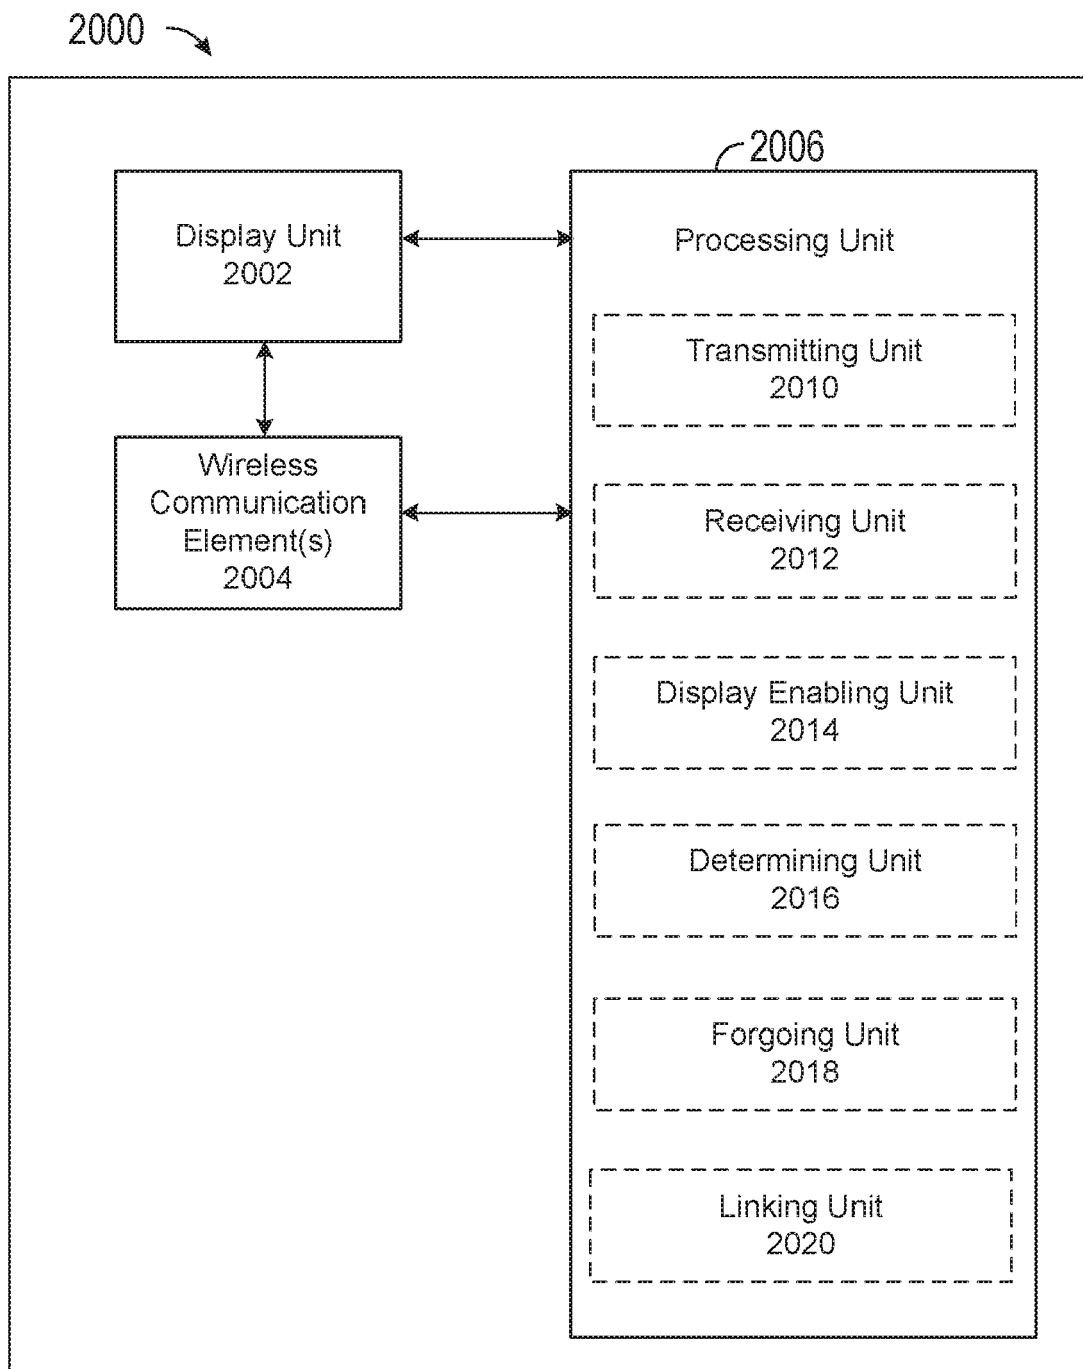 2000
2006
Display Unit
2002
Processing Unit
Transmitting Unit
2010
Wireless
Communication
Element(s)
2004
Receiving Unit
2012
Display Enabling Unit
2014
Determining Unit
2016
Forgoing Unit
2018
Linking Unit
2020